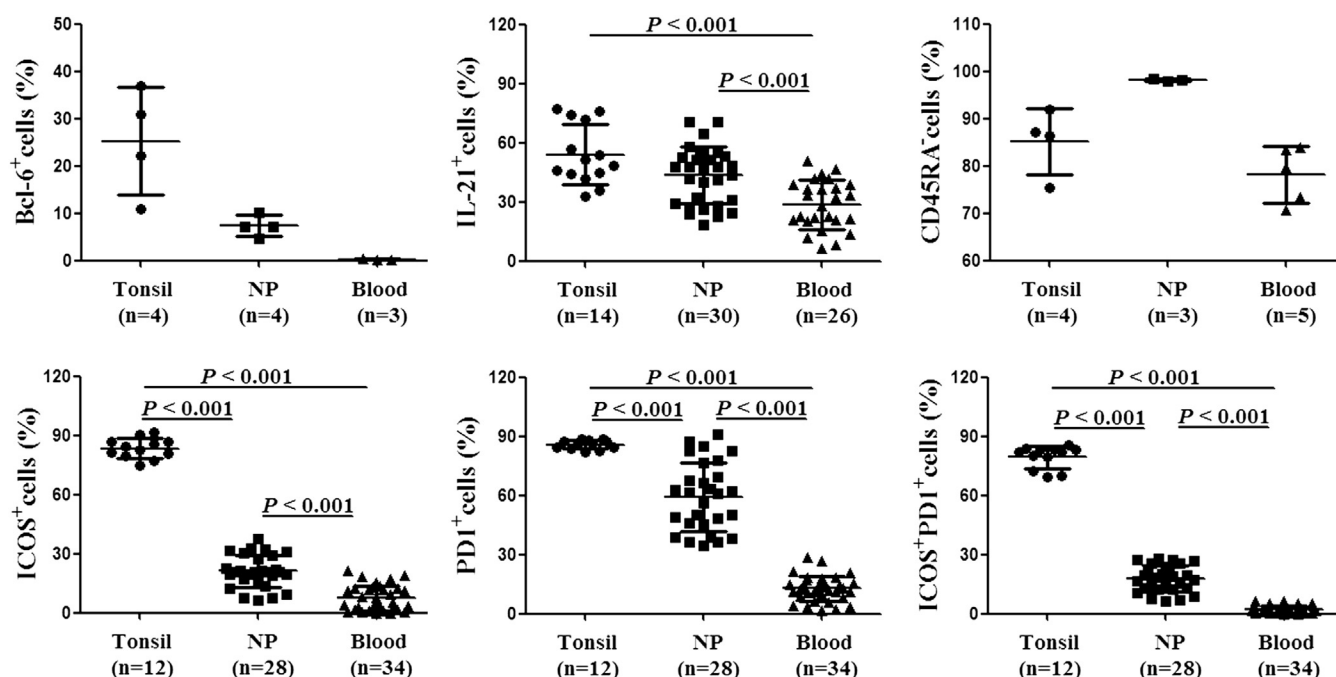 Bcl-6⁺cells (%)
50
40
30
20
10
0
Tonsil NP Blood
(n=4) (n=4) (n=3)
IL-21⁺cells (%)
120
90
60
30
0
P < 0.001
P < 0.001
Tonsil NP Blood
(n=14) (n=30) (n=26)
CD45RA⁻cells (%)
110
100
90
80
70
60
Tonsil NP Blood
(n=4) (n=3) (n=5)
ICOS⁺cells (%)
120
90
60
30
0
P < 0.001
P < 0.001
P < 0.001
Tonsil NP Blood
(n=12) (n=28) (n=34)
PD1⁺cells (%)
120
90
60
30
0
P < 0.001
P < 0.001 P < 0.001
Tonsil NP Blood
(n=12) (n=28) (n=34)
ICOS⁺PD1⁺cells (%)
120
90
60
30
0
P < 0.001
P < 0.001 P < 0.001
Tonsil NP Blood
(n=12) (n=28) (n=34)